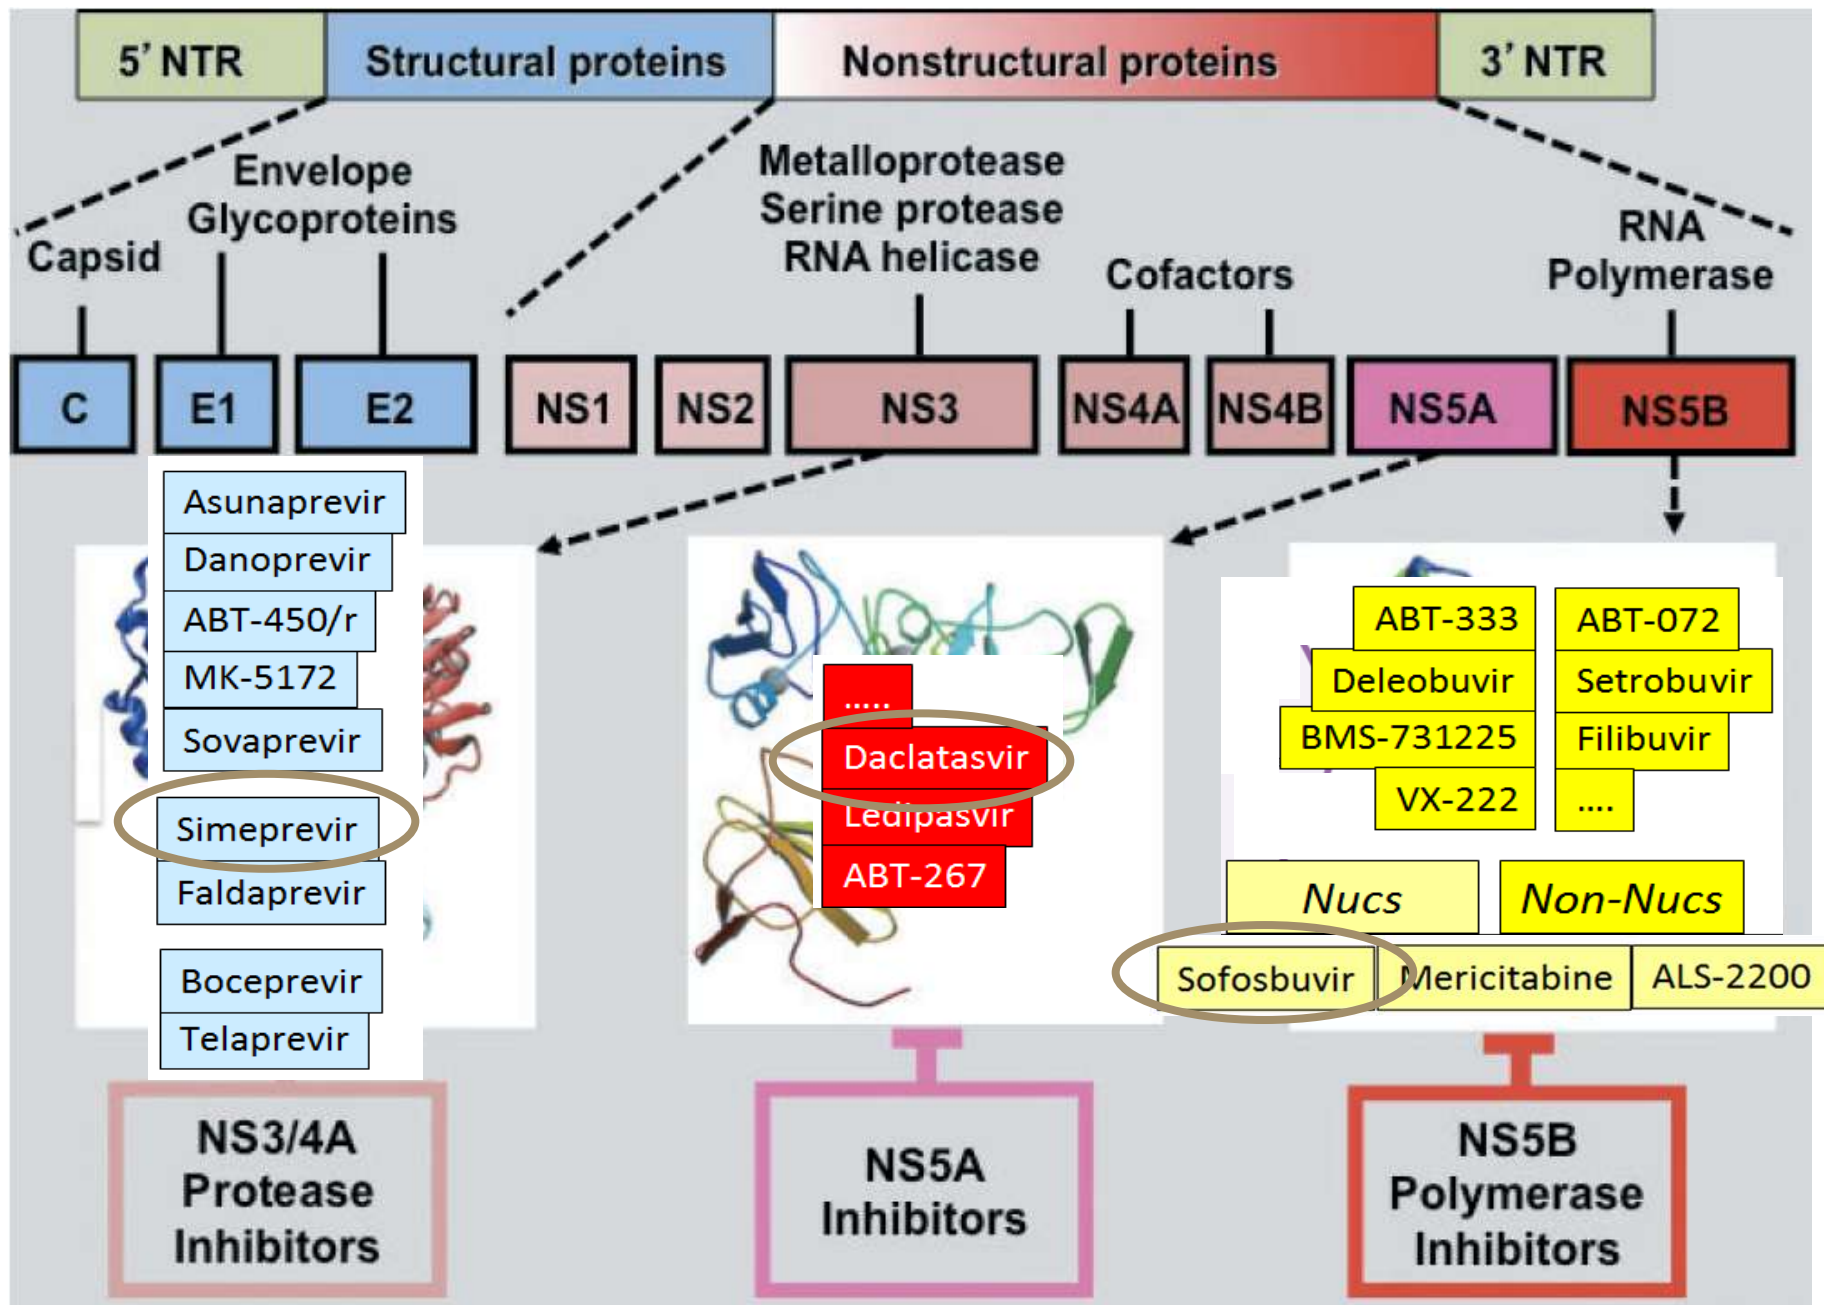 5' NTR
Structural proteins
Nonstructural proteins
3' NTR
Capsid
Envelope
Glycoproteins
Metalloprotease
Serine protease
RNA helicase
Cofactors
RNA
Polymerase
C
E1
E2
NS1
NS2
NS3
NS4A
NS4B
NS5A
NS5B
Asunaprevir
Danoprevir
ABT-450/r
MK-5172
Sovaprevir
Simeprevir
Faldaprevir
Boceprevir
Telaprevir
NS3/4A
Protease
Inhibitors
.....
Daclatasvir
Ledipasvir
ABT-267
NS5A
Inhibitors
ABT-333
ABT-072
Deleobuvir
Setrobuvir
BMS-731225
Filibuvir
VX-222
....
Nucs
Non-Nucs
Sofosbuvir
Mericitabine
ALS-2200
NS5B
Polymerase
Inhibitors